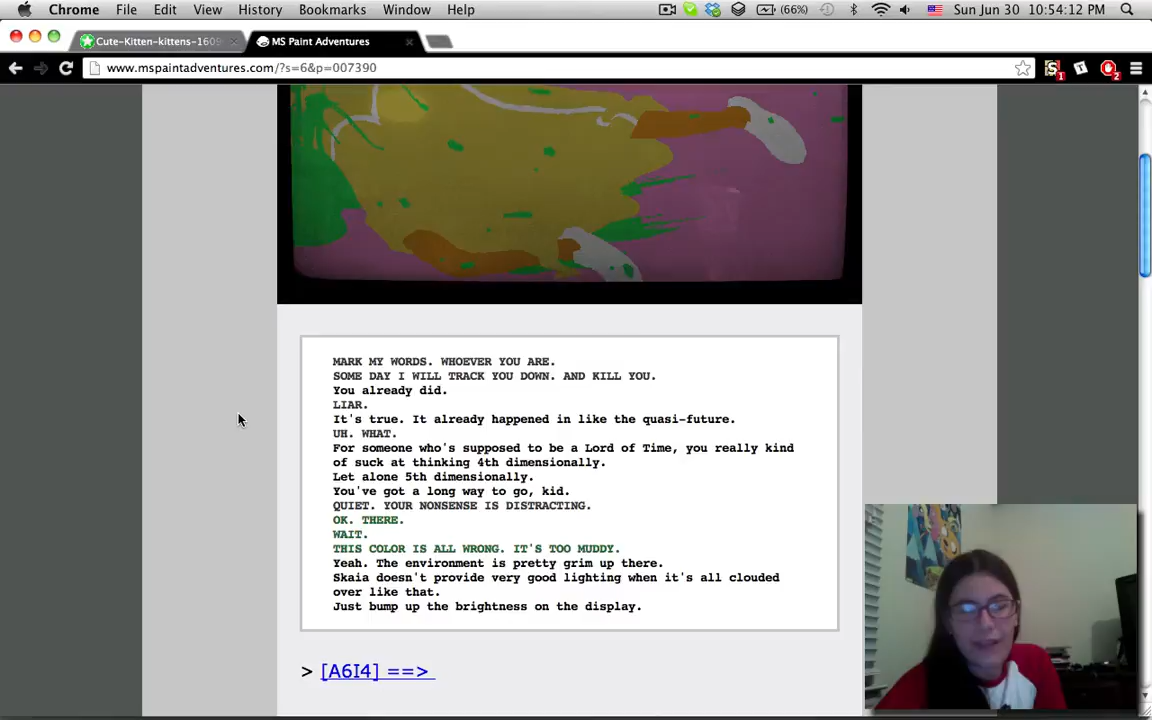 Chrome File Edit View History Bookmarks Window Help (66%) Sun Jun 30 10:54:12 PM
Cute-Kitten-kittens-1609 MS Paint Adventures
www.mspaintadventures.com/?s=6&p=007390
MARK MY WORDS. WHOEVER YOU ARE.
SOME DAY I WILL TRACK YOU DOWN. AND KILL YOU.
You already did.
LIAR.
It's true. It already happened in like the quasi-future.
UH. WHAT.
For someone who's supposed to be a Lord of Time, you really kind
of suck at thinking 4th dimensionally.
Let alone 5th dimensionally.
You've got a long way to go, kid.
QUIET. YOUR NONSENSE IS DISTRACTING.
OK. THERE.
WAIT.
THIS COLOR IS ALL WRONG. IT'S TOO MUDDY.
Yeah. The environment is pretty grim up there.
Skaia doesn't provide very good lighting when it's all clouded
over like that.
Just bump up the brightness on the display.
> [A6I4] ==>